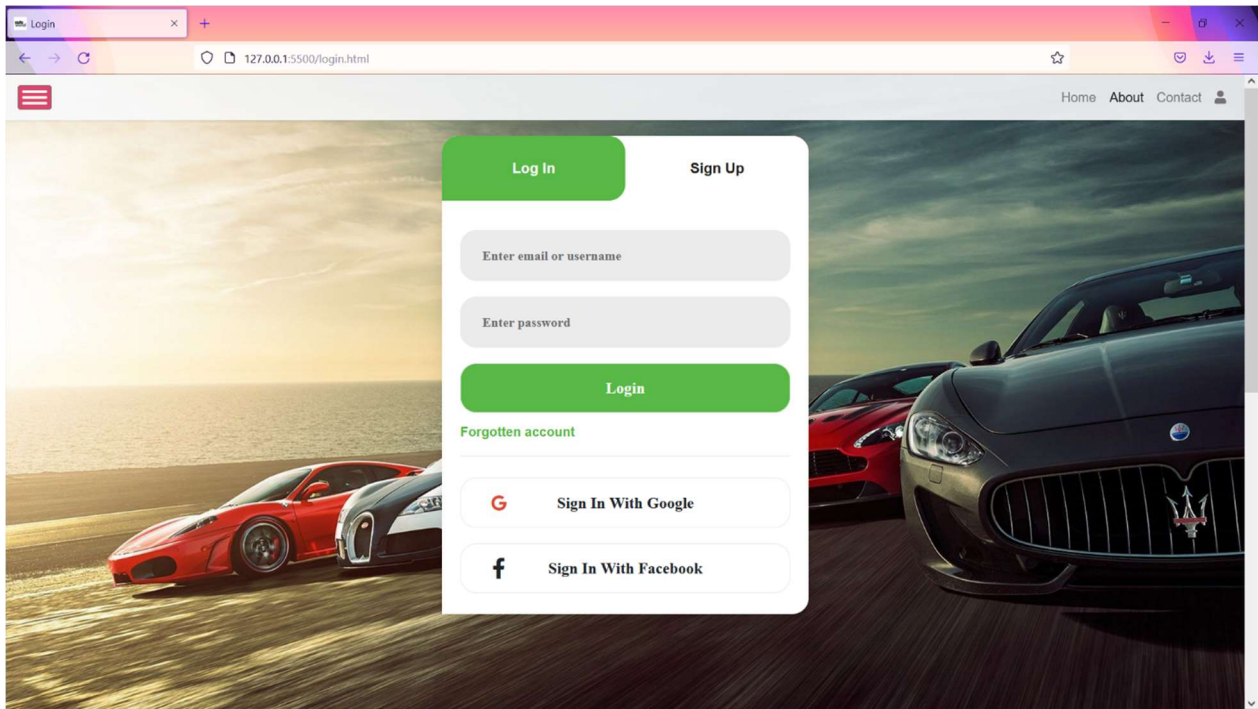 Login
127.0.0.1:5500/login.html
Home About Contact
Log In Sign Up
Enter email or username
Enter password
Login
Forgotten account
Sign In With Google
Sign In With Facebook